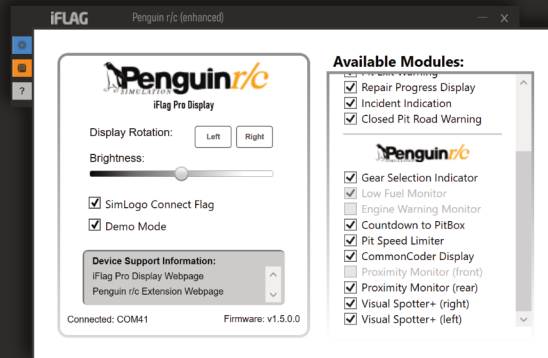 iFLAG
Penguin r/c (enhanced)
?
Penguin r/c
SIMULATION
iFlag Pro Display
Display Rotation:
Left
Right
Brightness:
SimLogo Connect Flag
Demo Mode
Device Support Information:
iFlag Pro Display Webpage
Penguin r/c Extension Webpage
Connected: COM41
Firmware: v1.5.0.0
Available Modules:
Pit Exit Warning
Repair Progress Display
Incident Indication
Closed Pit Road Warning
Penguin r/c
Gear Selection Indicator
Low Fuel Monitor
Engine Warning Monitor
Countdown to PitBox
Pit Speed Limiter
CommonCoder Display
Proximity Monitor (front)
Proximity Monitor (rear)
Visual Spotter+ (right)
Visual Spotter+ (left)